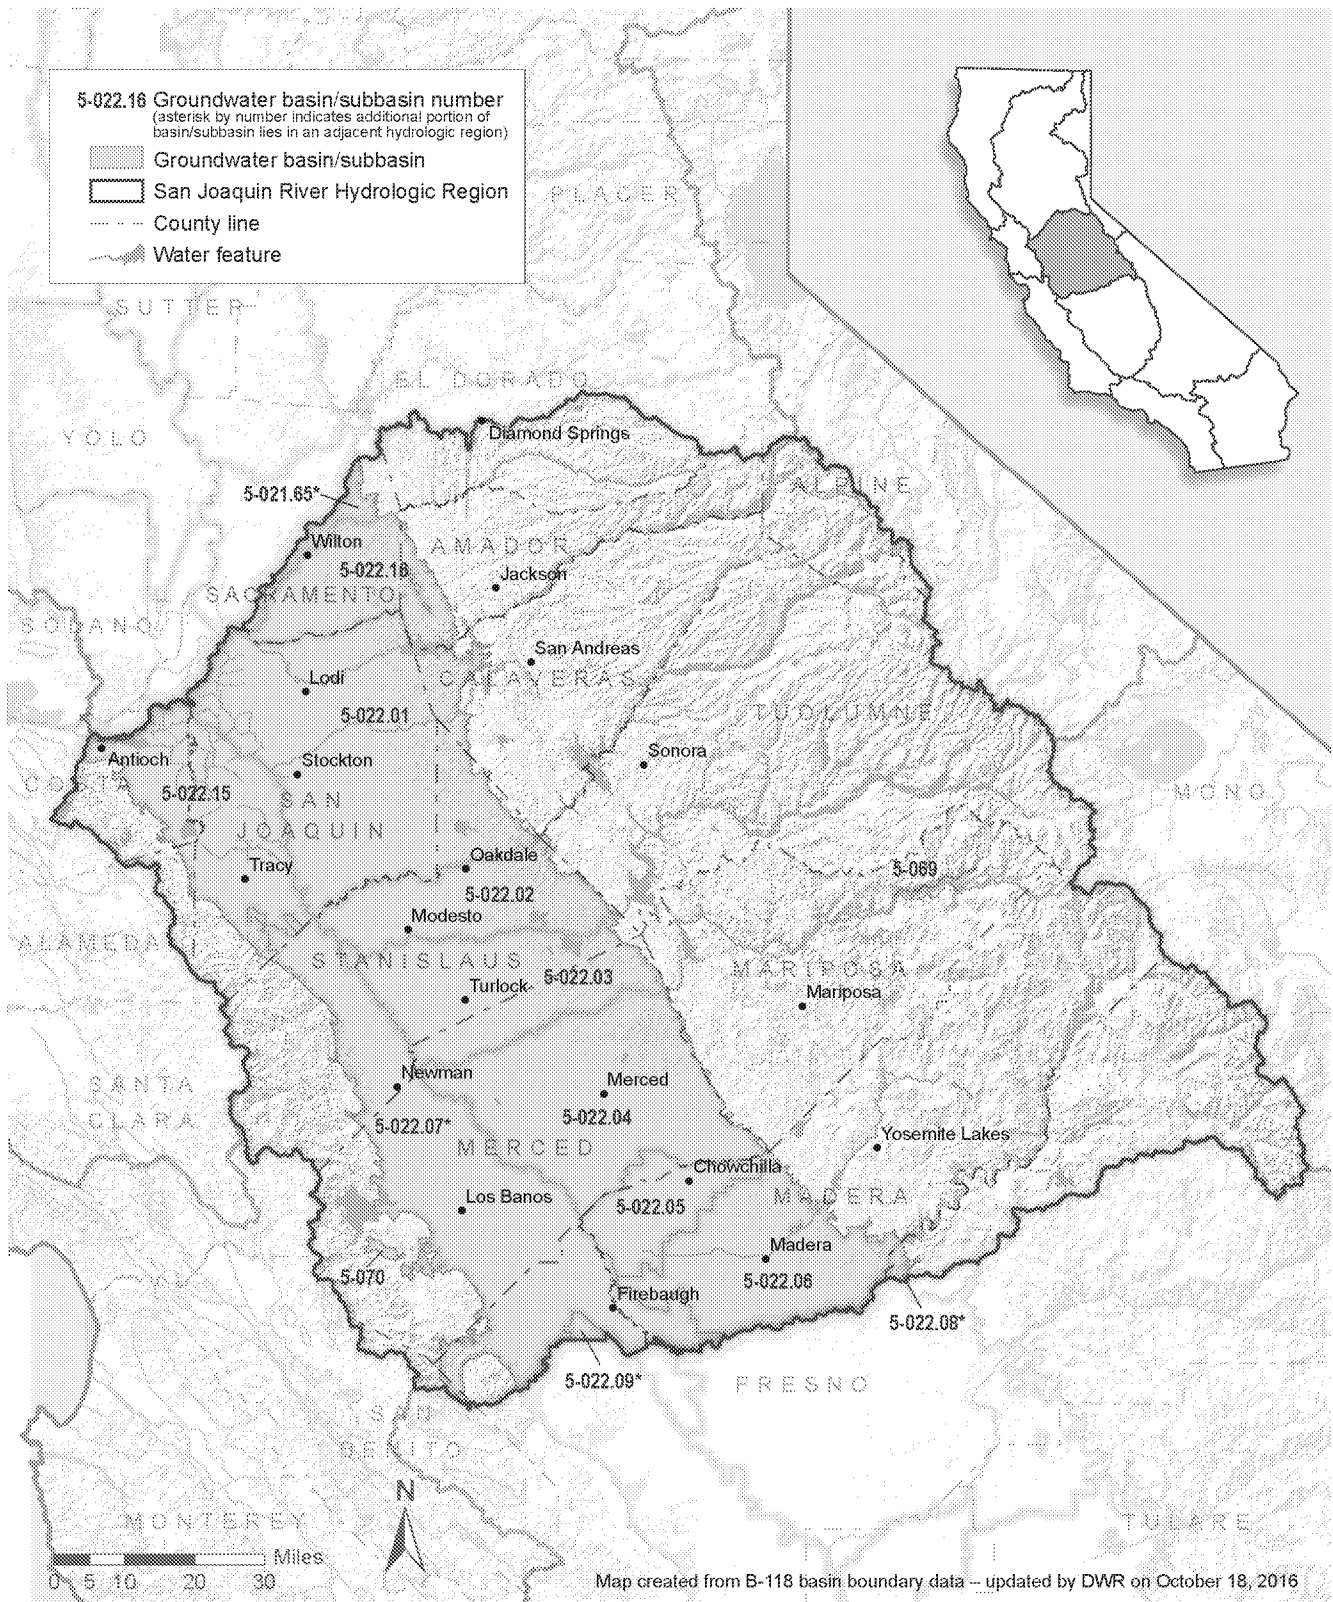 5-022.16 Groundwater basin/subbasin number
(asterisk by number indicates additional portion of
basin/subbasin lies in an adjacent hydrologic region)
Groundwater basin/subbasin
San Joaquin River Hydrologic Region
County line
Water feature
PLACER
SUTTER
EL DORADO
YOLO
Diamond Springs
ALPINE
5-021.65*
Wilton
AMADOR
5-022.16
Jackson
SACRAMENTO
SOLANO
San Andreas
Lodi
CALAVERAS
5-022.01
TUOLUMNE
Antioch
Stockton
Sonora
CONTRA
COSTA
5-022.15
SAN
MONO
JOAQUIN
Tracy
Oakdale
5-069
5-022.02
Modesto
ALAMEDA
STANISLAUS
5-022.03
MARIPOSA
Turlock
Mariposa
Newman
Merced
SANTA
CLARA
5-022.07*
5-022.04
MERCED
Yosemite Lakes
Chowchilla
Los Banos
5-022.05
MADERA
Madera
5-070
5-022.06
Firebaugh
5-022.08*
5-022.09*
FRESNO
SAN
BENITO
N
MONTEREY
TULARE
Miles
0 5 10 20 30
Map created from B-118 basin boundary data – updated by DWR on October 18, 2016